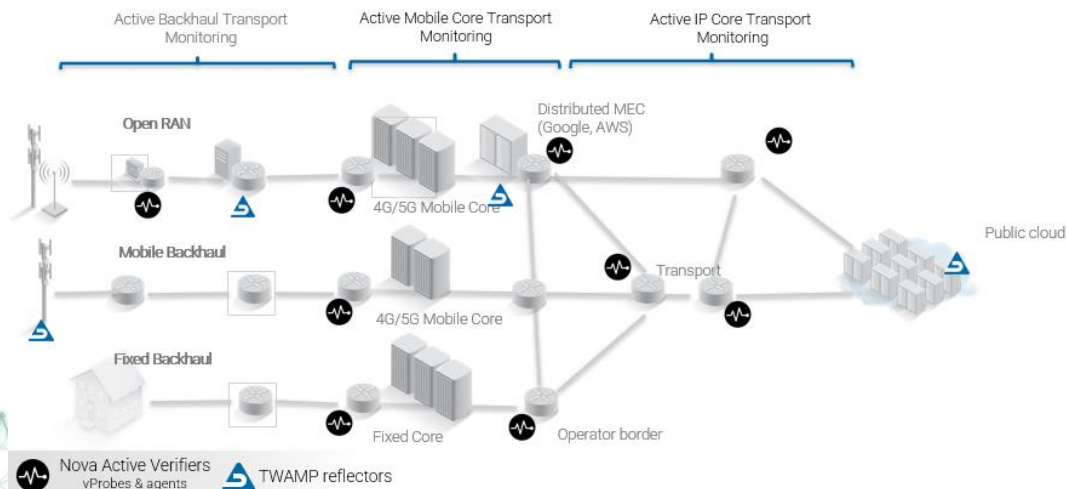 Active Backhaul Transport
Monitoring
Active Mobile Core Transport
Monitoring
Active IP Core Transport
Monitoring
Open RAN
Distributed MEC
(Google, AWS)
4G/5G Mobile Core
Public cloud
Mobile Backhaul
Transport
4G/5G Mobile Core
Fixed Backhaul
Fixed Core
Operator border
Nova Active Verifiers
vProbes & agents
TWAMP reflectors